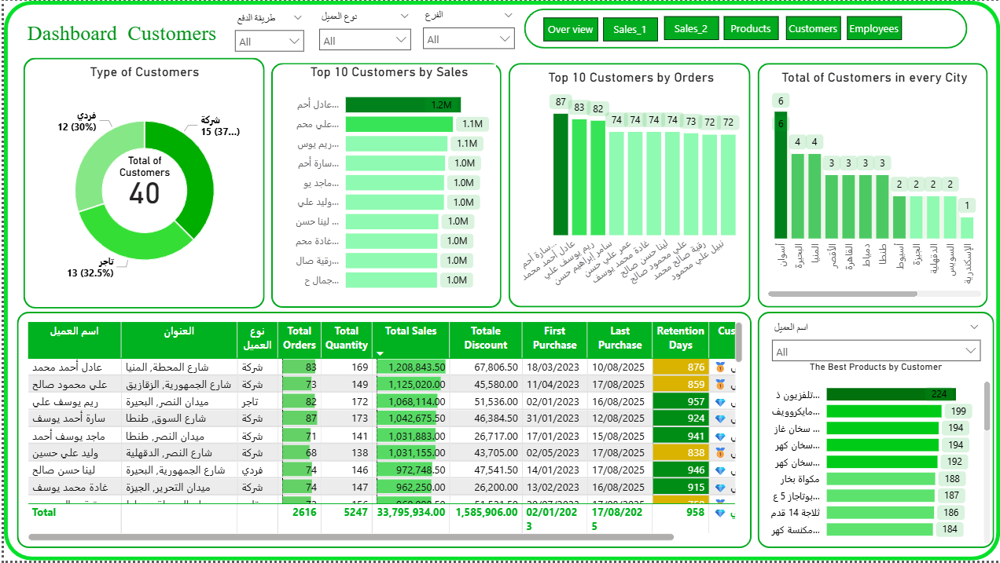 Dashboard Customers
طريقة الدفع
All
نوع العميل
All
الفرع
All
Over view
Sales_1
Sales_2
Products
Customers
Employees
Type of Customers
فردي
12 (30%)
شركة
15 (37...)
Total of
Customers
40
تاجر
13 (32.5%)
Top 10 Customers by Sales
عادل أحم... 1.2M
علي محم... 1.1M
ريم يوس... 1.1M
سارة أحم... 1.0M
ماجد يو... 1.0M
وليد علي... 1.0M
لينا حسن ... 1.0M
غادة محم... 1.0M
رقية صال... 1.0M
جمال ح... 1.0M
Top 10 Customers by Orders
87 83 82 74 74 74 74 73 72 72
سارة أحم...
عادل أحمد محمد
ريم يوسف علي
سامر إبراهيم حسن
عمر علي حسن
غادة محمد يوسف
لينا حسن صالح
علي محمود صالح
رقية صالح محمد
نبيل علي محمود
Total of Customers in every City
6
6 4 4 3 3 3 3 2 2 2 2 1
أسوان
البحيرة
المنيا
الأقصر
القاهرة
دمياط
طنطا
أسيوط
الجيزة
الدقهلية
السويس
الإسكندرية
اسم العميل العنوان نوع العميل Total Orders Total Quantity Total Sales Totale Discount First Purchase Last Purchase Retention Days Cus
عادل أحمد محمد شارع المحطة, المنيا شركة 83 169 1,208,843.50 67,806.50 18/03/2023 10/08/2025 876
علي محمود صالح شارع الجمهورية, الزقازيق شركة 73 149 1,125,020.00 45,580.00 11/04/2023 17/08/2025 859
ريم يوسف علي ميدان النصر, البحيرة تاجر 82 172 1,068,114.00 51,536.00 02/01/2023 16/08/2025 957
سارة أحمد يوسف شارع السوق, طنطا شركة 87 173 1,042,675.50 46,384.50 31/01/2023 12/08/2025 924
ماجد يوسف أحمد ميدان النصر, طنطا شركة 71 141 1,031,883.00 26,717.00 17/01/2023 15/08/2025 941
وليد علي حسين شارع النصر, الدقهلية شركة 68 138 1,031,155.00 43,705.00 02/05/2023 17/08/2025 838
لينا حسن صالح شارع الجمهورية, البحيرة فردي 74 146 972,748.50 47,541.50 14/01/2023 17/08/2025 946
غادة محمد يوسف ميدان التحرير, الجيزة شركة 74 147 962,250.00 26,200.00 13/02/2023 16/08/2025 915
Total 2616 5247 33,795,934.00 1,585,906.00 02/01/2023 17/08/2025 958
اسم العميل
All
The Best Products by Customer
تلفزيون ذ... 224
مايكروويف... 199
سخان غاز ... 194
سخان كهر... 194
سخان كهر... 192
مكواة بخار 188
بوتاجاز 5 ع... 187
ثلاجة 14 قدم 186
مكنسة كهر... 184